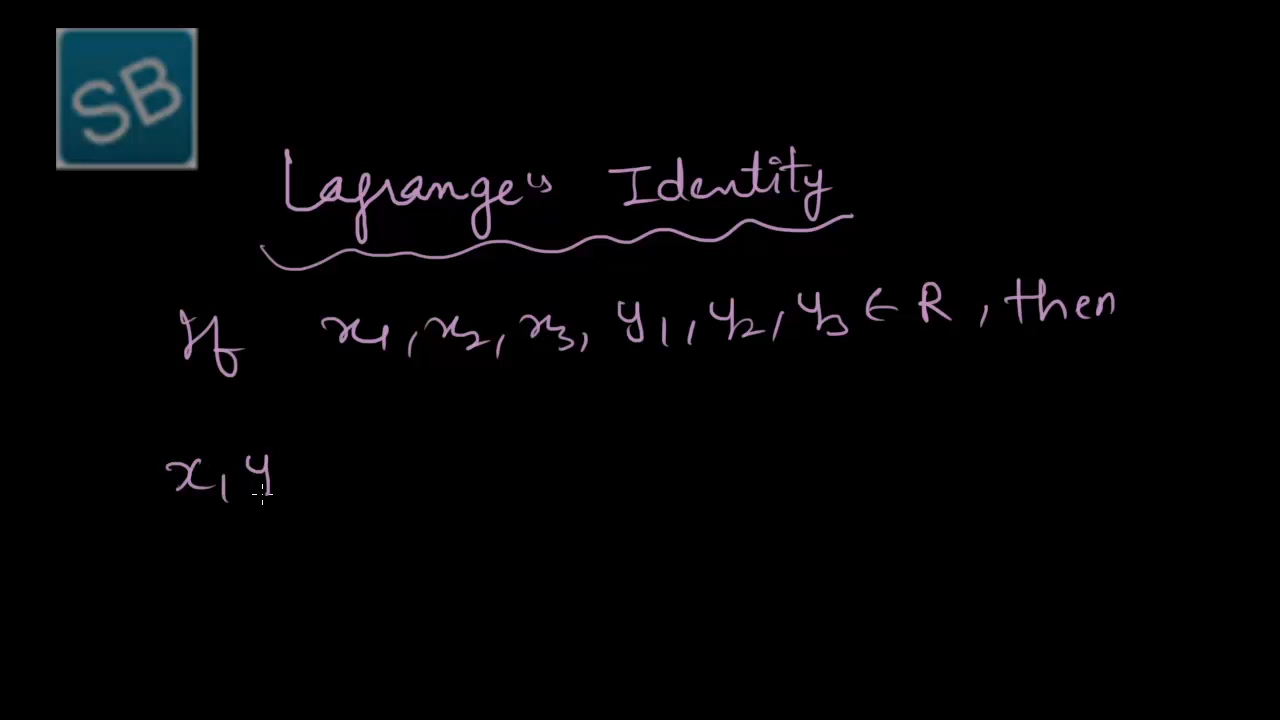 SB
Lagrange's Identity
If x1, x2, x3, y1, y2, y3 ∈ R, then
x1 y